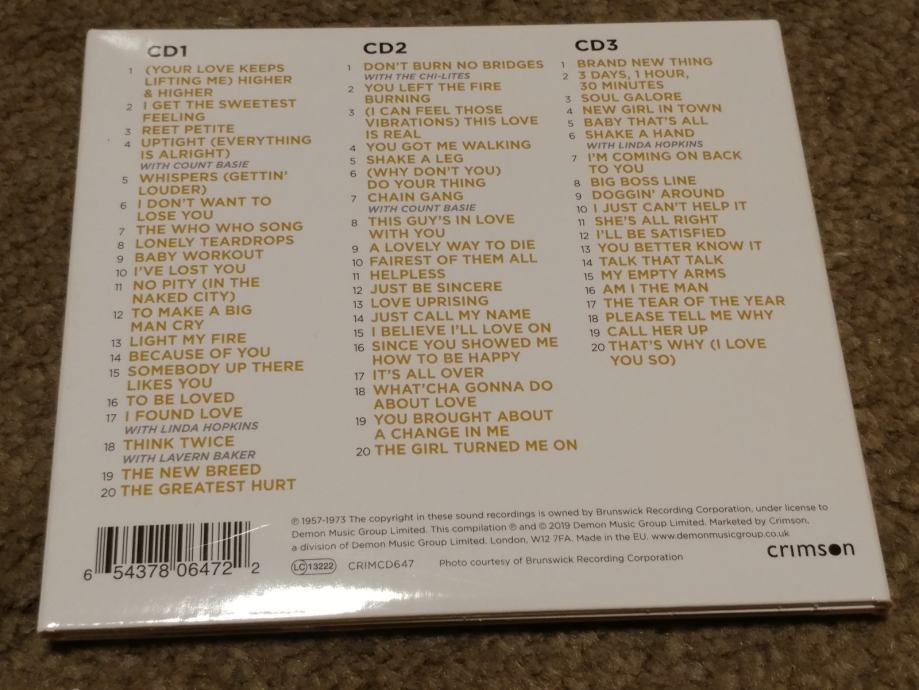 CD1
1 (YOUR LOVE KEEPS
LIFTING ME) HIGHER
& HIGHER
2 I GET THE SWEETEST
FEELING
3 REET PETITE
4 UPTIGHT (EVERYTHING
IS ALRIGHT)
WITH COUNT BASIE
5 WHISPERS (GETTIN'
LOUDER)
6 I DON'T WANT TO
LOSE YOU
7 THE WHO WHO SONG
8 LONELY TEARDROPS
9 BABY WORKOUT
10 I'VE LOST YOU
11 NO PITY (IN THE
NAKED CITY)
12 TO MAKE A BIG
MAN CRY
13 LIGHT MY FIRE
14 BECAUSE OF YOU
15 SOMEBODY UP THERE
LIKES YOU
16 TO BE LOVED
17 I FOUND LOVE
WITH LINDA HOPKINS
18 THINK TWICE
WITH LAVERN BAKER
19 THE NEW BREED
20 THE GREATEST HURT
CD2
1 DON'T BURN NO BRIDGES
WITH THE CHI-LITES
2 YOU LEFT THE FIRE
BURNING
3 (I CAN FEEL THOSE
VIBRATIONS) THIS LOVE
IS REAL
4 YOU GOT ME WALKING
5 SHAKE A LEG
6 (WHY DON'T YOU)
DO YOUR THING
7 CHAIN GANG
WITH COUNT BASIE
8 THIS GUY'S IN LOVE
WITH YOU
9 A LOVELY WAY TO DIE
10 FAIREST OF THEM ALL
11 HELPLESS
12 JUST BE SINCERE
13 LOVE UPRISING
14 JUST CALL MY NAME
15 I BELIEVE I'LL LOVE ON
16 SINCE YOU SHOWED ME
HOW TO BE HAPPY
17 IT'S ALL OVER
18 WHAT'CHA GONNA DO
ABOUT LOVE
19 YOU BROUGHT ABOUT
A CHANGE IN ME
20 THE GIRL TURNED ME ON
CD3
1 BRAND NEW THING
2 3 DAYS, 1 HOUR,
30 MINUTES
3 SOUL GALORE
4 NEW GIRL IN TOWN
5 BABY THAT'S ALL
6 SHAKE A HAND
WITH LINDA HOPKINS
7 I'M COMING ON BACK
TO YOU
8 BIG BOSS LINE
9 DOGGIN' AROUND
10 I JUST CAN'T HELP IT
11 SHE'S ALL RIGHT
12 I'LL BE SATISFIED
13 YOU BETTER KNOW IT
14 TALK THAT TALK
15 MY EMPTY ARMS
16 AM I THE MAN
17 THE TEAR OF THE YEAR
18 PLEASE TELL ME WHY
19 CALL HER UP
20 THAT'S WHY (I LOVE
YOU SO)
℗ 1957-1973 The copyright in these sound recordings is owned by Brunswick Recording Corporation, under license to
Demon Music Group Limited. This compilation ℗ and © 2019 Demon Music Group Limited. Marketed by Crimson,
a division of Demon Music Group Limited. London, W12 7FA. Made in the EU. www.demonmusicgroup.co.uk
LC 13222 CRIMCD647 Photo courtesy of Brunswick Recording Corporation
crimson
6 54378 06472 2